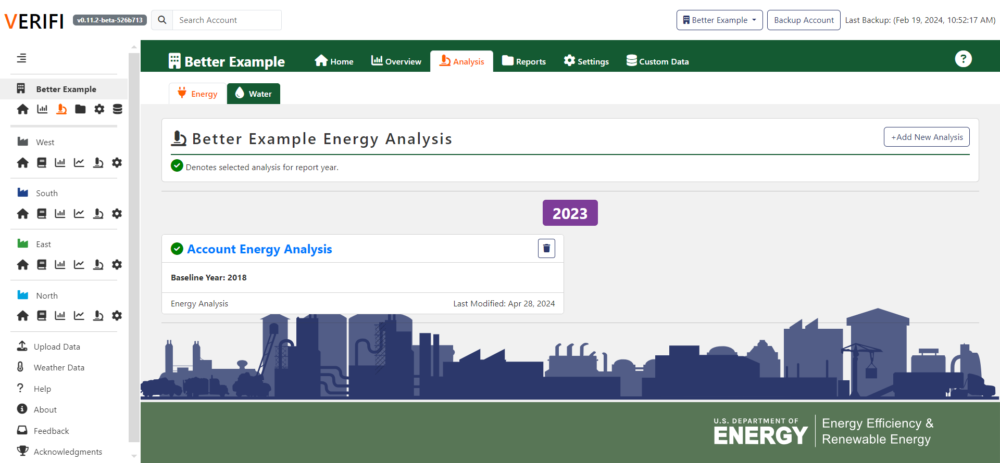 VERIFI
v0.11.2-beta-526b713
Search Account
Better Example
Backup Account
Last Backup: (Feb 19, 2024, 10:52:17 AM)
Better Example
Home
Overview
Analysis
Reports
Settings
Custom Data
?
Better Example
West
South
East
North
Upload Data
Weather Data
? Help
About
Feedback
Acknowledgments
Energy
Water
Better Example Energy Analysis
+Add New Analysis
Denotes selected analysis for report year.
2023
Account Energy Analysis
Baseline Year: 2018
Energy Analysis
Last Modified: Apr 28, 2024
U.S. DEPARTMENT OF
ENERGY
Energy Efficiency &
Renewable Energy